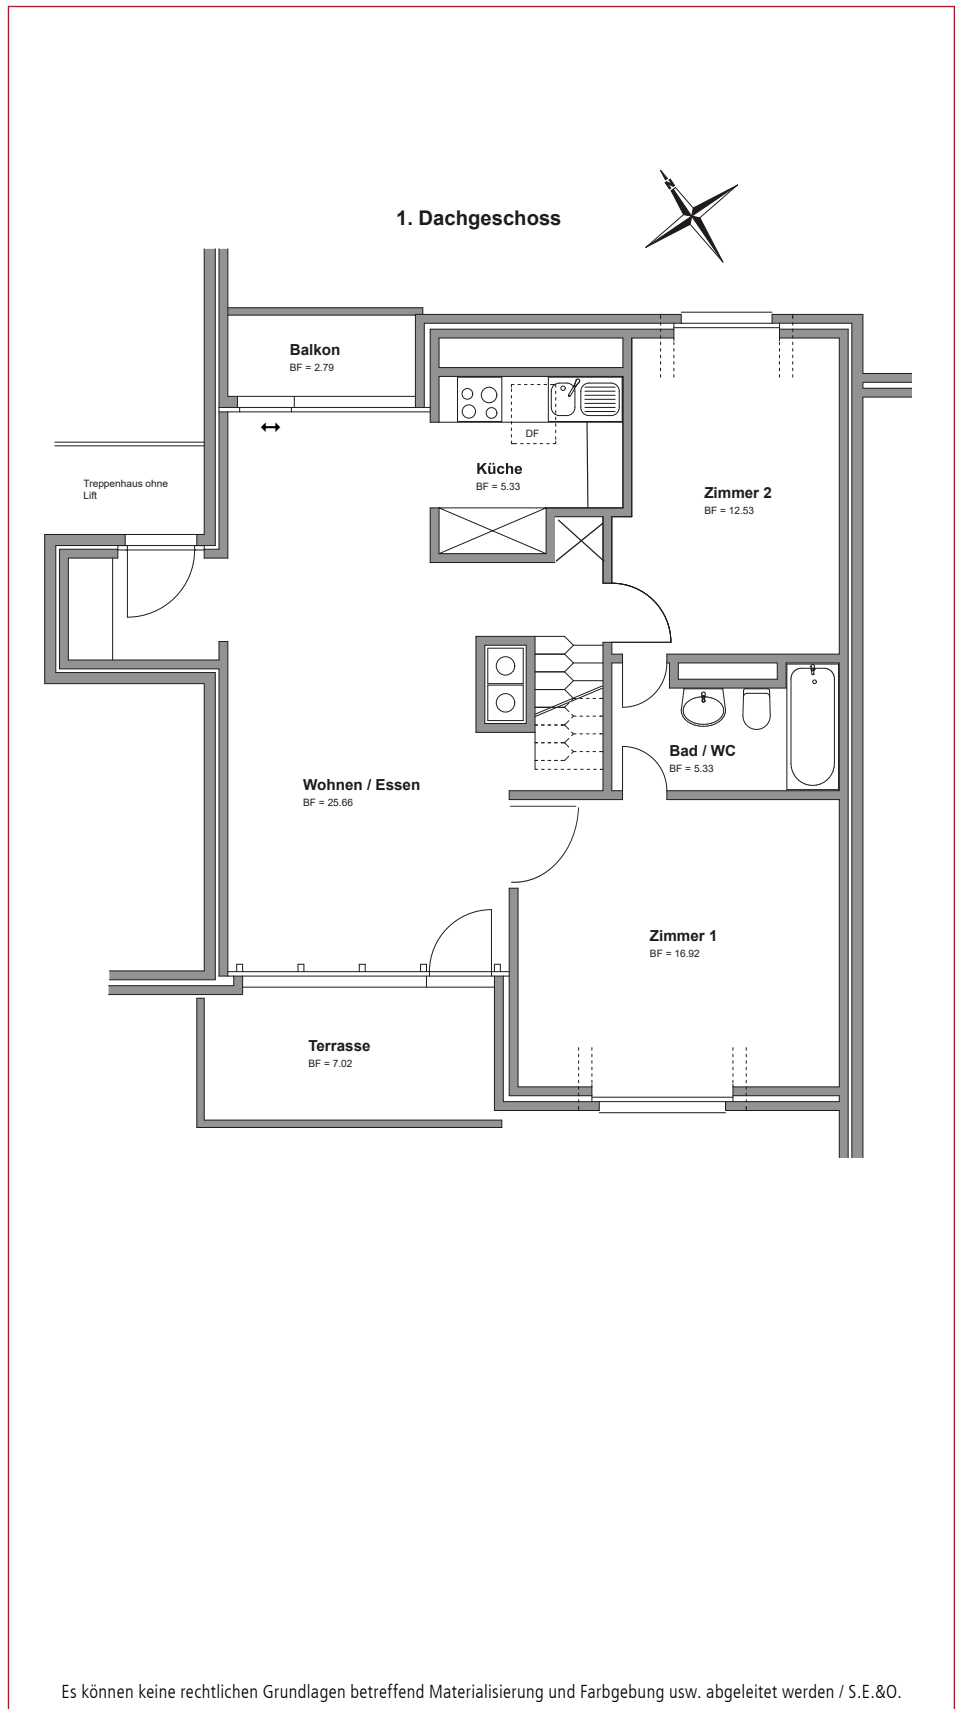 1. Dachgeschoss
N
Balkon
BF = 2.79
DF
Küche
BF = 5.33
Treppenhaus ohne
Lift
Zimmer 2
BF = 12.53
Bad / WC
BF = 5.33
Wohnen / Essen
BF = 25.66
Zimmer 1
BF = 16.92
Terrasse
BF = 7.02
Es können keine rechtlichen Grundlagen betreffend Materialisierung und Farbgebung usw. abgeleitet werden / S.E.&O.